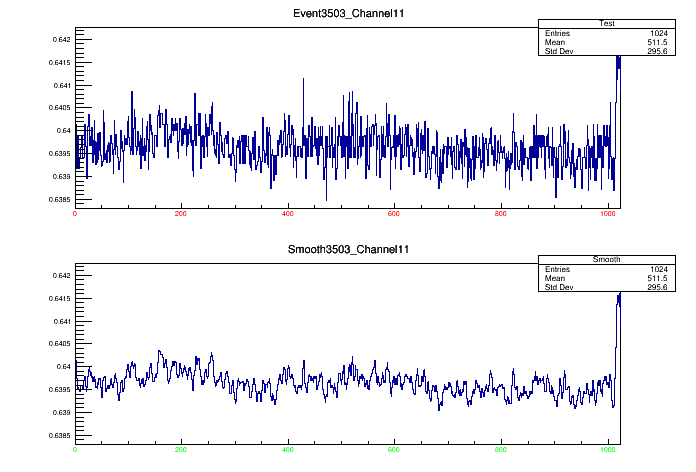 Event3503_Channel11
Test
Entries 1024
Mean 511.5
Std Dev 295.6
0.642
0.6415
0.641
0.6405
0.64
0.6395
0.639
0.6385
0 200 400 600 800 1000
Smooth3503_Channel11
Smooth
Entries 1024
Mean 511.5
Std Dev 295.6
0.642
0.6415
0.641
0.6405
0.64
0.6395
0.639
0.6385
0 200 400 600 800 1000